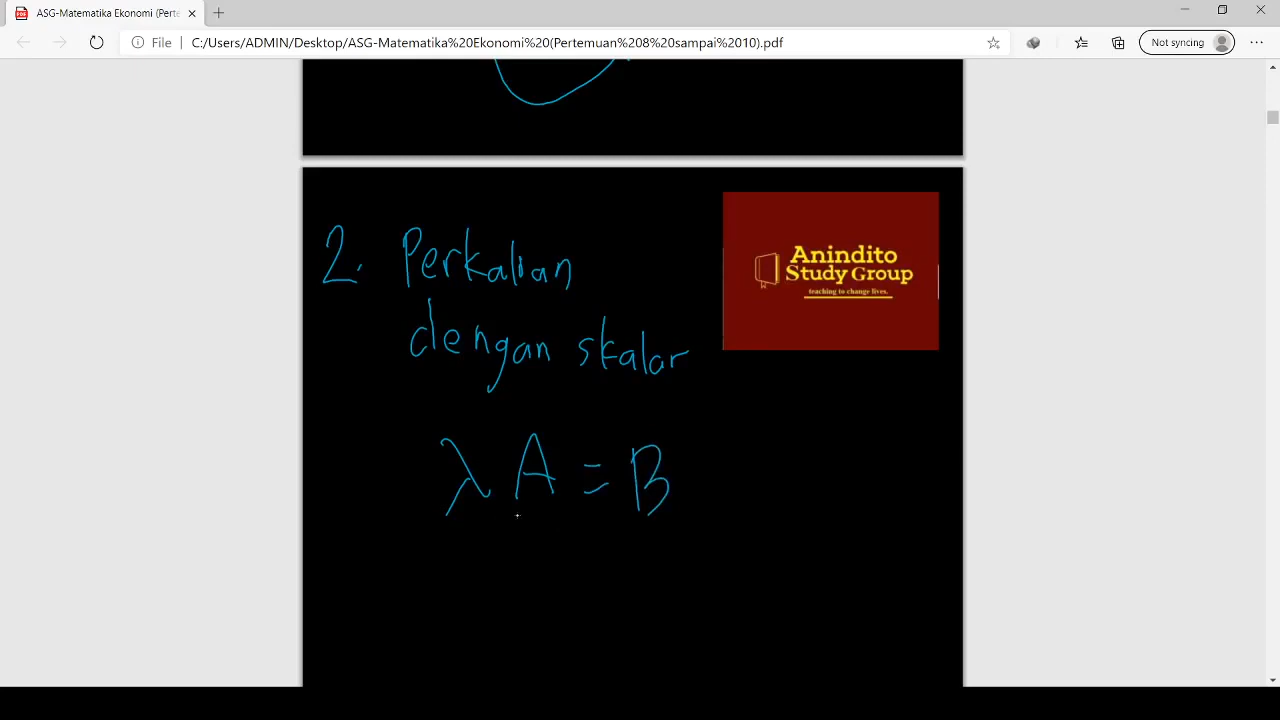 ASG-Matematika Ekonomi (Perte
File
C:/Users/ADMIN/Desktop/ASG-Matematika%20Ekonomi%20(Pertemuan%208%20sampai%2010).pdf
Not syncing
2. Perkalian
dengan skalar
λ A = B
Anindito
Study Group
teaching to change lives.